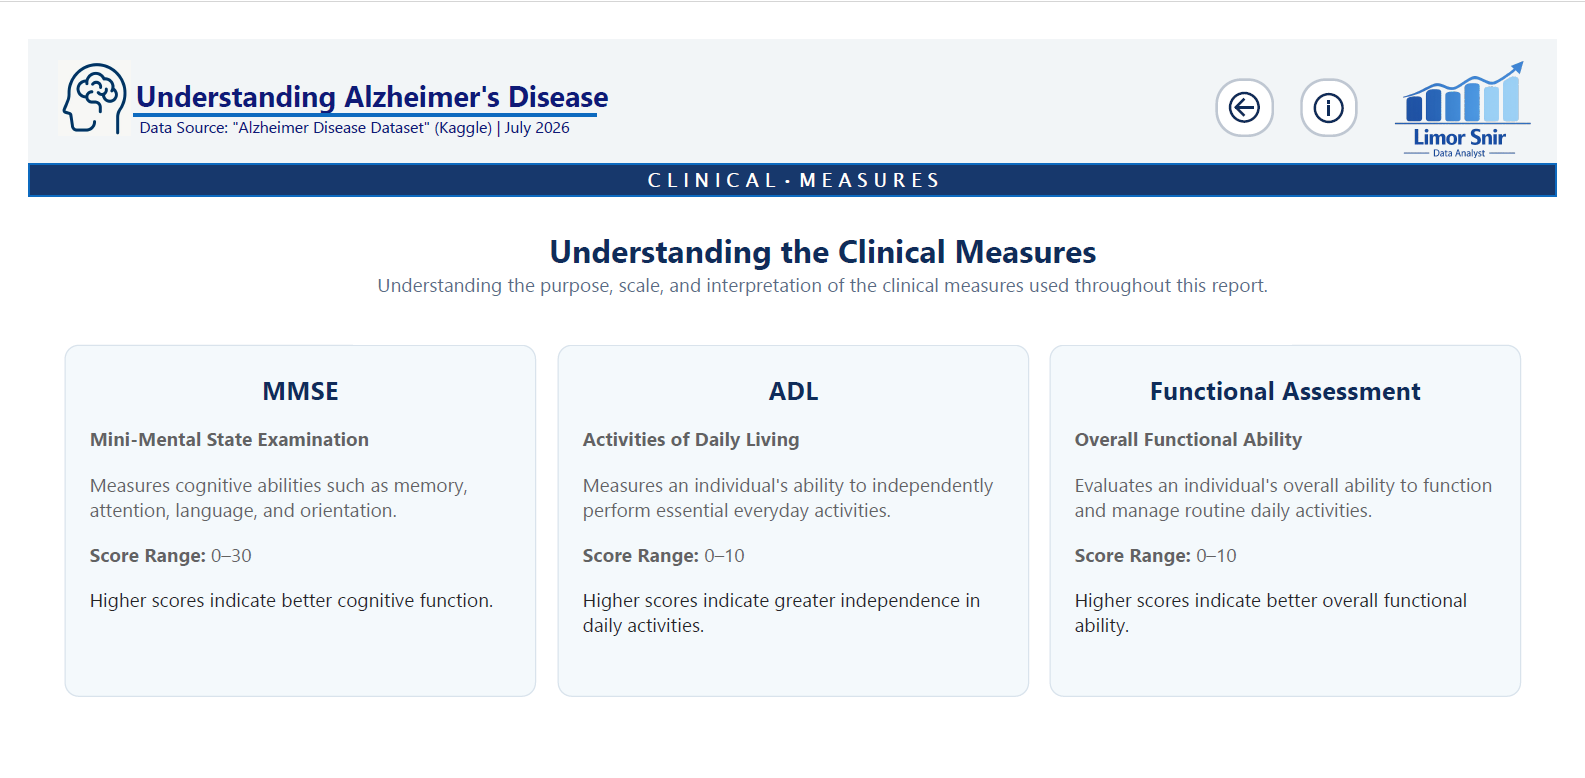 Understanding Alzheimer's Disease
Data Source: "Alzheimer Disease Dataset" (Kaggle) | July 2026
Limor Snir
Data Analyst
CLINICAL·MEASURES
Understanding the Clinical Measures
Understanding the purpose, scale, and interpretation of the clinical measures used throughout this report.
MMSE
Mini-Mental State Examination
Measures cognitive abilities such as memory,
attention, language, and orientation.
Score Range: 0–30
Higher scores indicate better cognitive function.
ADL
Activities of Daily Living
Measures an individual's ability to independently
perform essential everyday activities.
Score Range: 0–10
Higher scores indicate greater independence in
daily activities.
Functional Assessment
Overall Functional Ability
Evaluates an individual's overall ability to function
and manage routine daily activities.
Score Range: 0–10
Higher scores indicate better overall functional
ability.